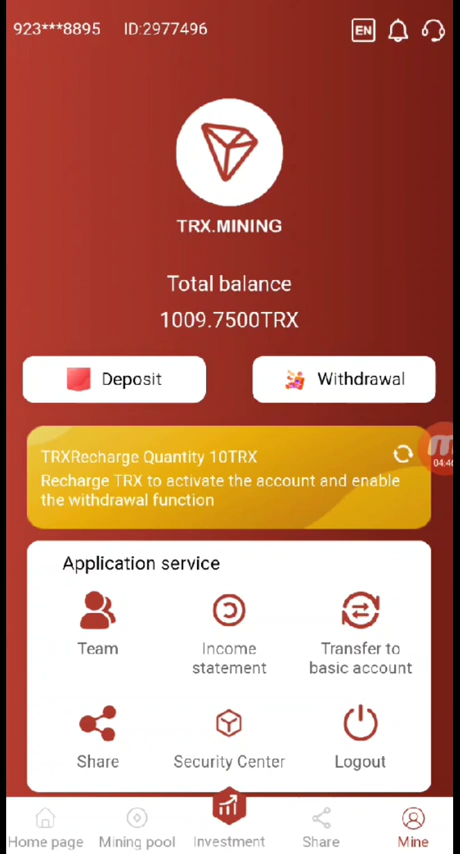 923***8895 ID:2977496 EN
TRX.MINING
Total balance
1009.7500TRX
Deposit Withdrawal
TRXRecharge Quantity 10TRX
Recharge TRX to activate the account and enable
the withdrawal function
04:46
Application service
Team
Income
statement
Transfer to
basic account
Share
Security Center
Logout
Home page
Mining pool
Investment
Share
Mine